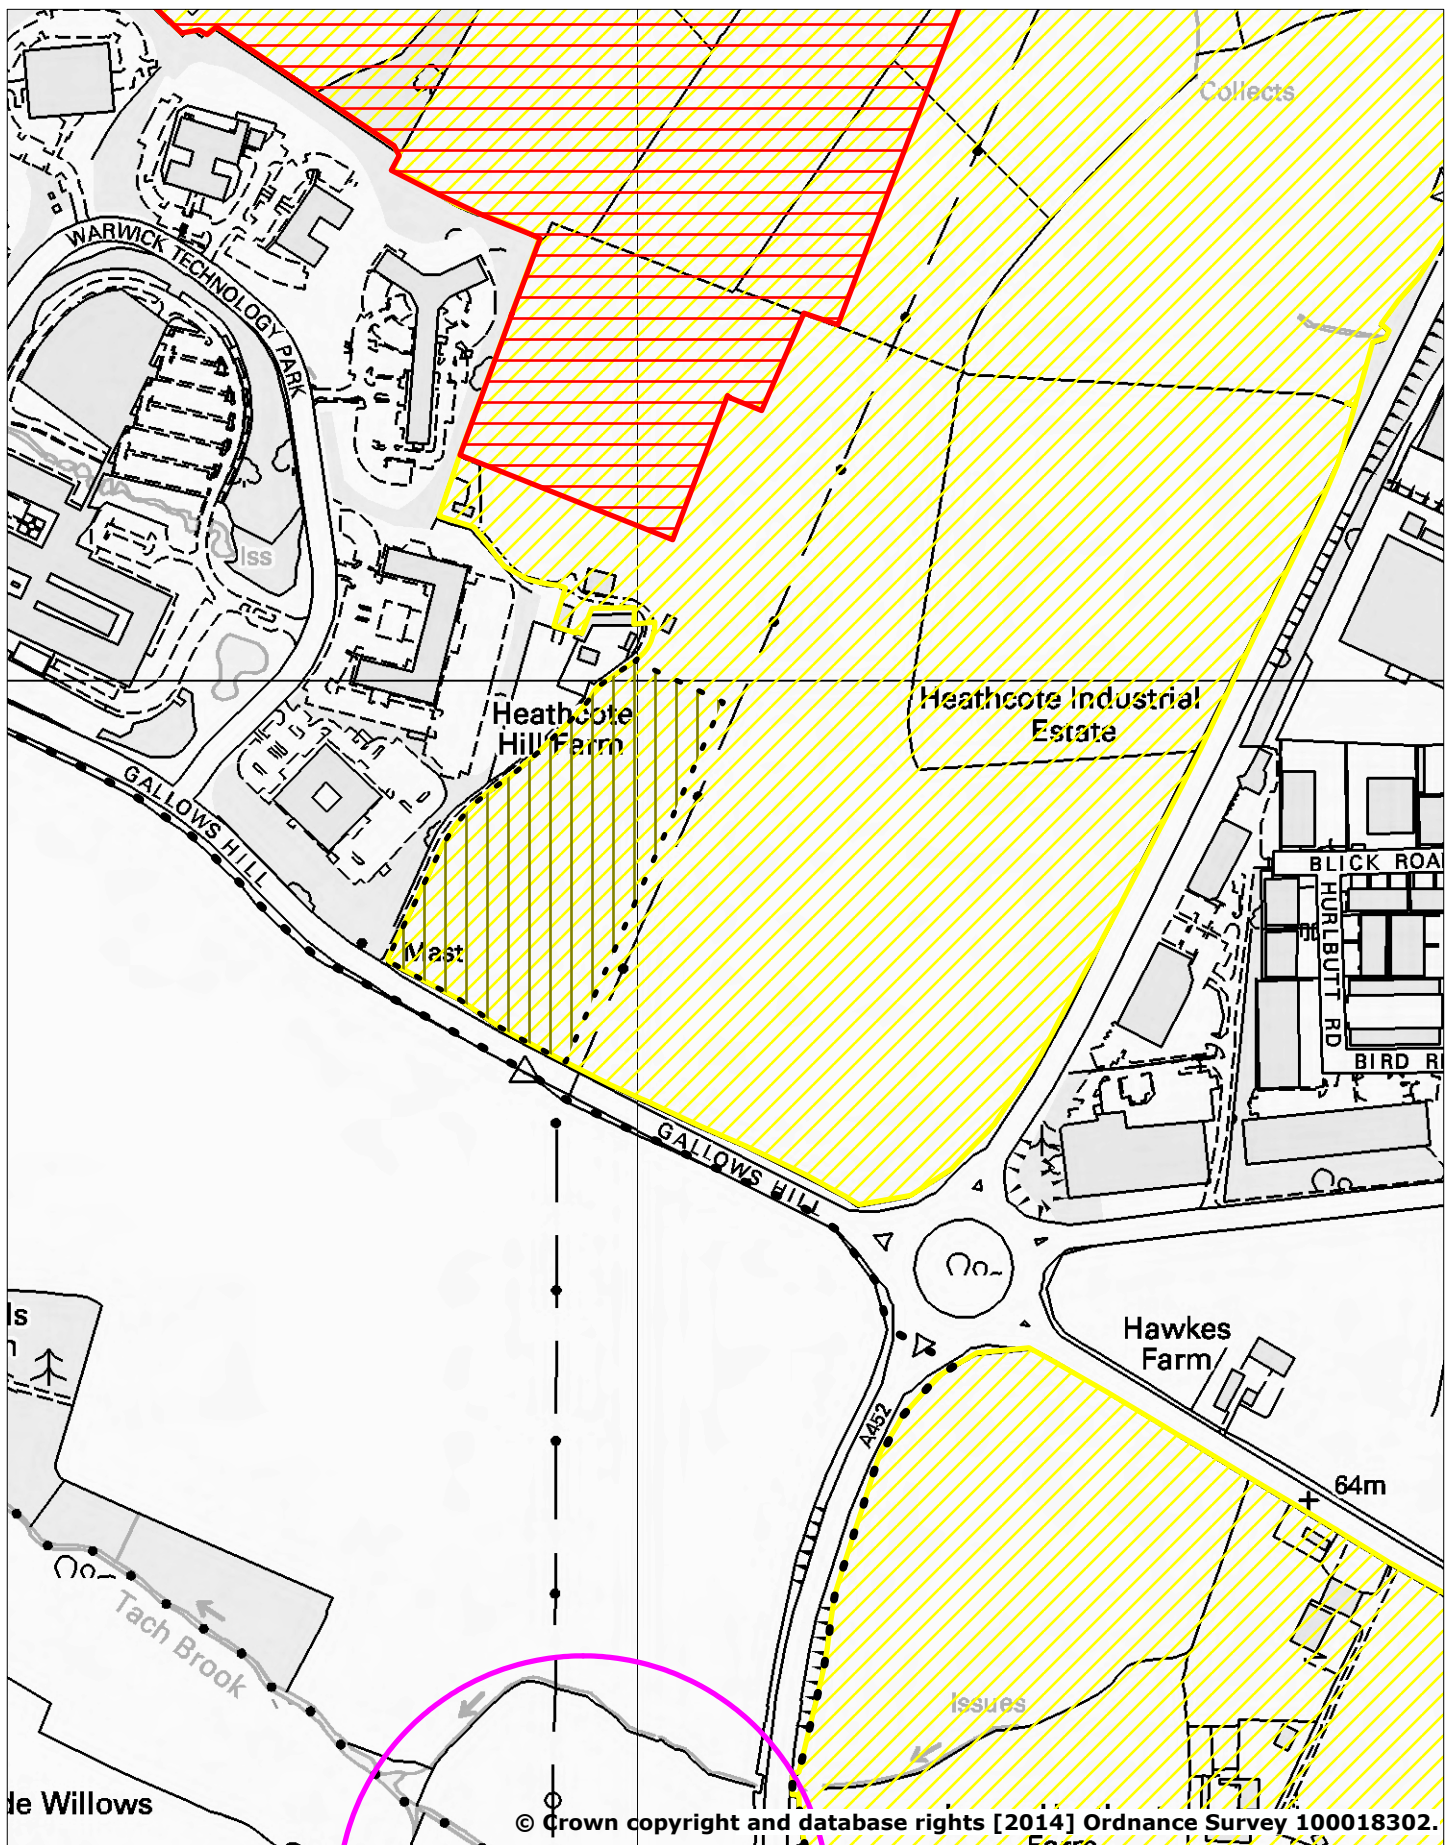 Collects
WARWICK TECHNOLOGY PARK
Iss
Heathcote
Hill Farm
Heathcote Industrial
Estate
GALLOWS HILL
BLICK ROA
HURLBUTT RD
BIRD R
Mast
GALLOWS HILL
ls
n
Hawkes
Farm
A452
64m
Tach Brook
Issues
de Willows
© Crown copyright and database rights [2014] Ordnance Survey 100018302.